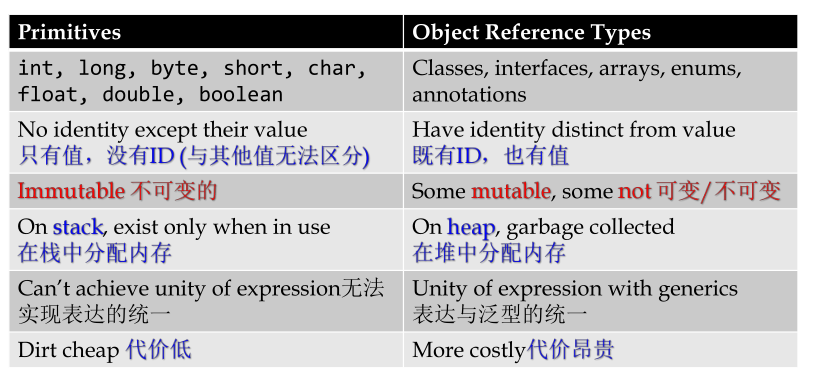 Primitives
Object Reference Types
int, long, byte, short, char,
float, double, boolean
Classes, interfaces, arrays, enums,
annotations
No identity except their value
只有值，没有ID (与其他值无法区分)
Have identity distinct from value
既有ID，也有值
Immutable 不可变的
Some mutable, some not 可变/不可变
On stack, exist only when in use
在栈中分配内存
On heap, garbage collected
在堆中分配内存
Can’t achieve unity of expression无法
实现表达的统一
Unity of expression with generics
表达与泛型的统一
Dirt cheap 代价低
More costly代价昂贵